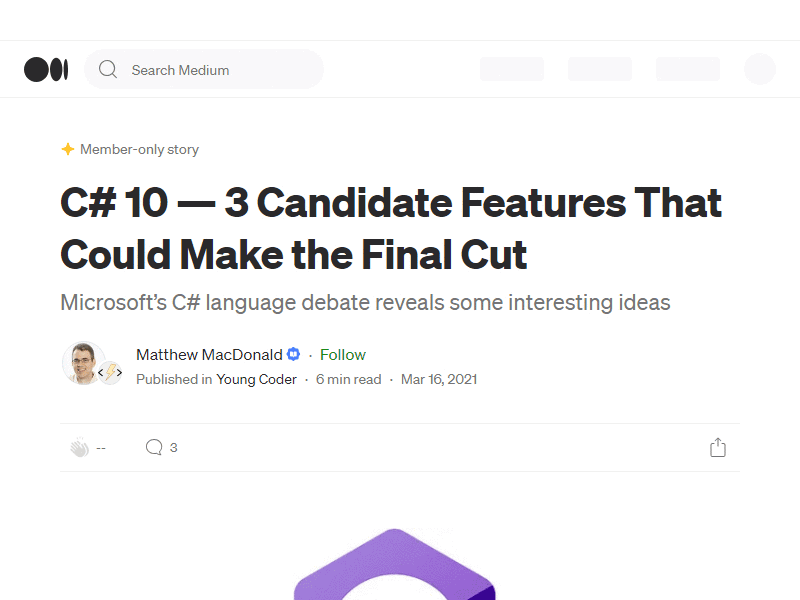 Search Medium
Member-only story
C# 10 — 3 Candidate Features That
Could Make the Final Cut
Microsoft’s C# language debate reveals some interesting ideas
Matthew MacDonald · Follow
Published in Young Coder · 6 min read · Mar 16, 2021
-- 3